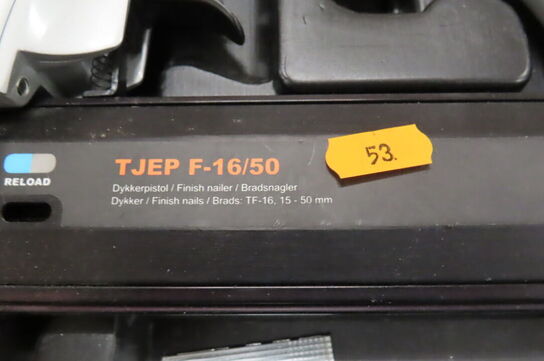 TJEP F-16/50
53.
RELOAD
Dykkerpistol / Finish nailer / Bradsnagler
Dykker / Finish nails / Brads: TF-16, 15 - 50 mm